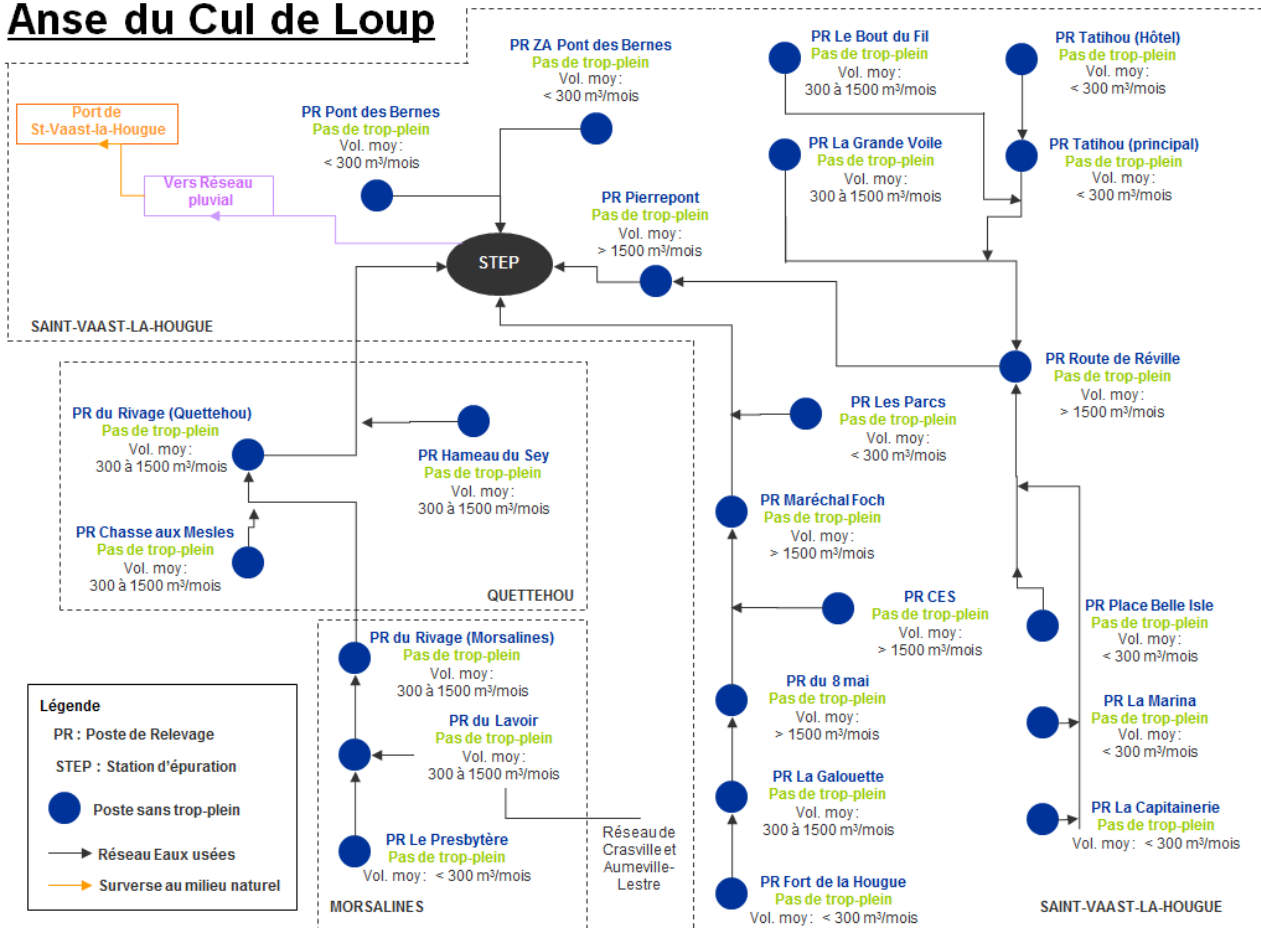 Anse du Cul de Loup
PR ZA Pont des Bernes
Pas de trop-plein
Vol. moy :
< 300 m³/mois
PR Le Bout du Fil
Pas de trop-plein
Vol. moy :
300 à 1500 m³/mois
PR Tatihou (Hôtel)
Pas de trop-plein
Vol. moy :
< 300 m³/mois
Port de
St-Vaast-la-Hougue
PR Pont des Bernes
Pas de trop-plein
Vol. moy :
< 300 m³/mois
PR La Grande Voile
Pas de trop-plein
Vol. moy :
300 à 1500 m³/mois
PR Tatihou (principal)
Pas de trop-plein
Vol. moy :
< 300 m³/mois
Vers Réseau
pluvial
PR Pierrepont
Pas de trop-plein
Vol. moy :
> 1500 m³/mois
STEP
SAINT-VAAST-LA-HOUGUE
PR Route de Réville
Pas de trop-plein
Vol. moy :
> 1500 m³/mois
PR du Rivage (Quettehou)
Pas de trop-plein
Vol. moy :
300 à 1500 m³/mois
PR Hameau du Sey
Pas de trop-plein
Vol. moy :
300 à 1500 m³/mois
PR Les Parcs
Pas de trop-plein
Vol. moy :
< 300 m³/mois
PR Chasse aux Mesles
Pas de trop-plein
Vol. moy :
300 à 1500 m³/mois
PR Maréchal Foch
Pas de trop-plein
Vol. moy :
> 1500 m³/mois
QUETTEHOU
PR CES
Pas de trop-plein
Vol. moy :
> 1500 m³/mois
PR Place Belle Isle
Pas de trop-plein
Vol. moy :
< 300 m³/mois
PR du Rivage (Morsalines)
Pas de trop-plein
Vol. moy :
300 à 1500 m³/mois
PR du 8 mai
Pas de trop-plein
Vol. moy :
> 1500 m³/mois
PR La Marina
Pas de trop-plein
Vol. moy :
< 300 m³/mois
PR du Lavoir
Pas de trop-plein
Vol. moy :
300 à 1500 m³/mois
PR La Galouette
Pas de trop-plein
Vol. moy :
300 à 1500 m³/mois
PR La Capitainerie
Pas de trop-plein
Vol. moy : < 300 m³/mois
Réseau de
Crasville et
Aumeville-
Lestre
PR Le Presbytère
Pas de trop-plein
Vol. moy : < 300 m³/mois
PR Fort de la Hougue
Pas de trop-plein
Vol. moy : < 300 m³/mois
MORSALINES
SAINT-VAAST-LA-HOUGUE
Légende
PR : Poste de Relevage
STEP : Station d'épuration
Poste sans trop-plein
Réseau Eaux usées
Surverse au milieu naturel